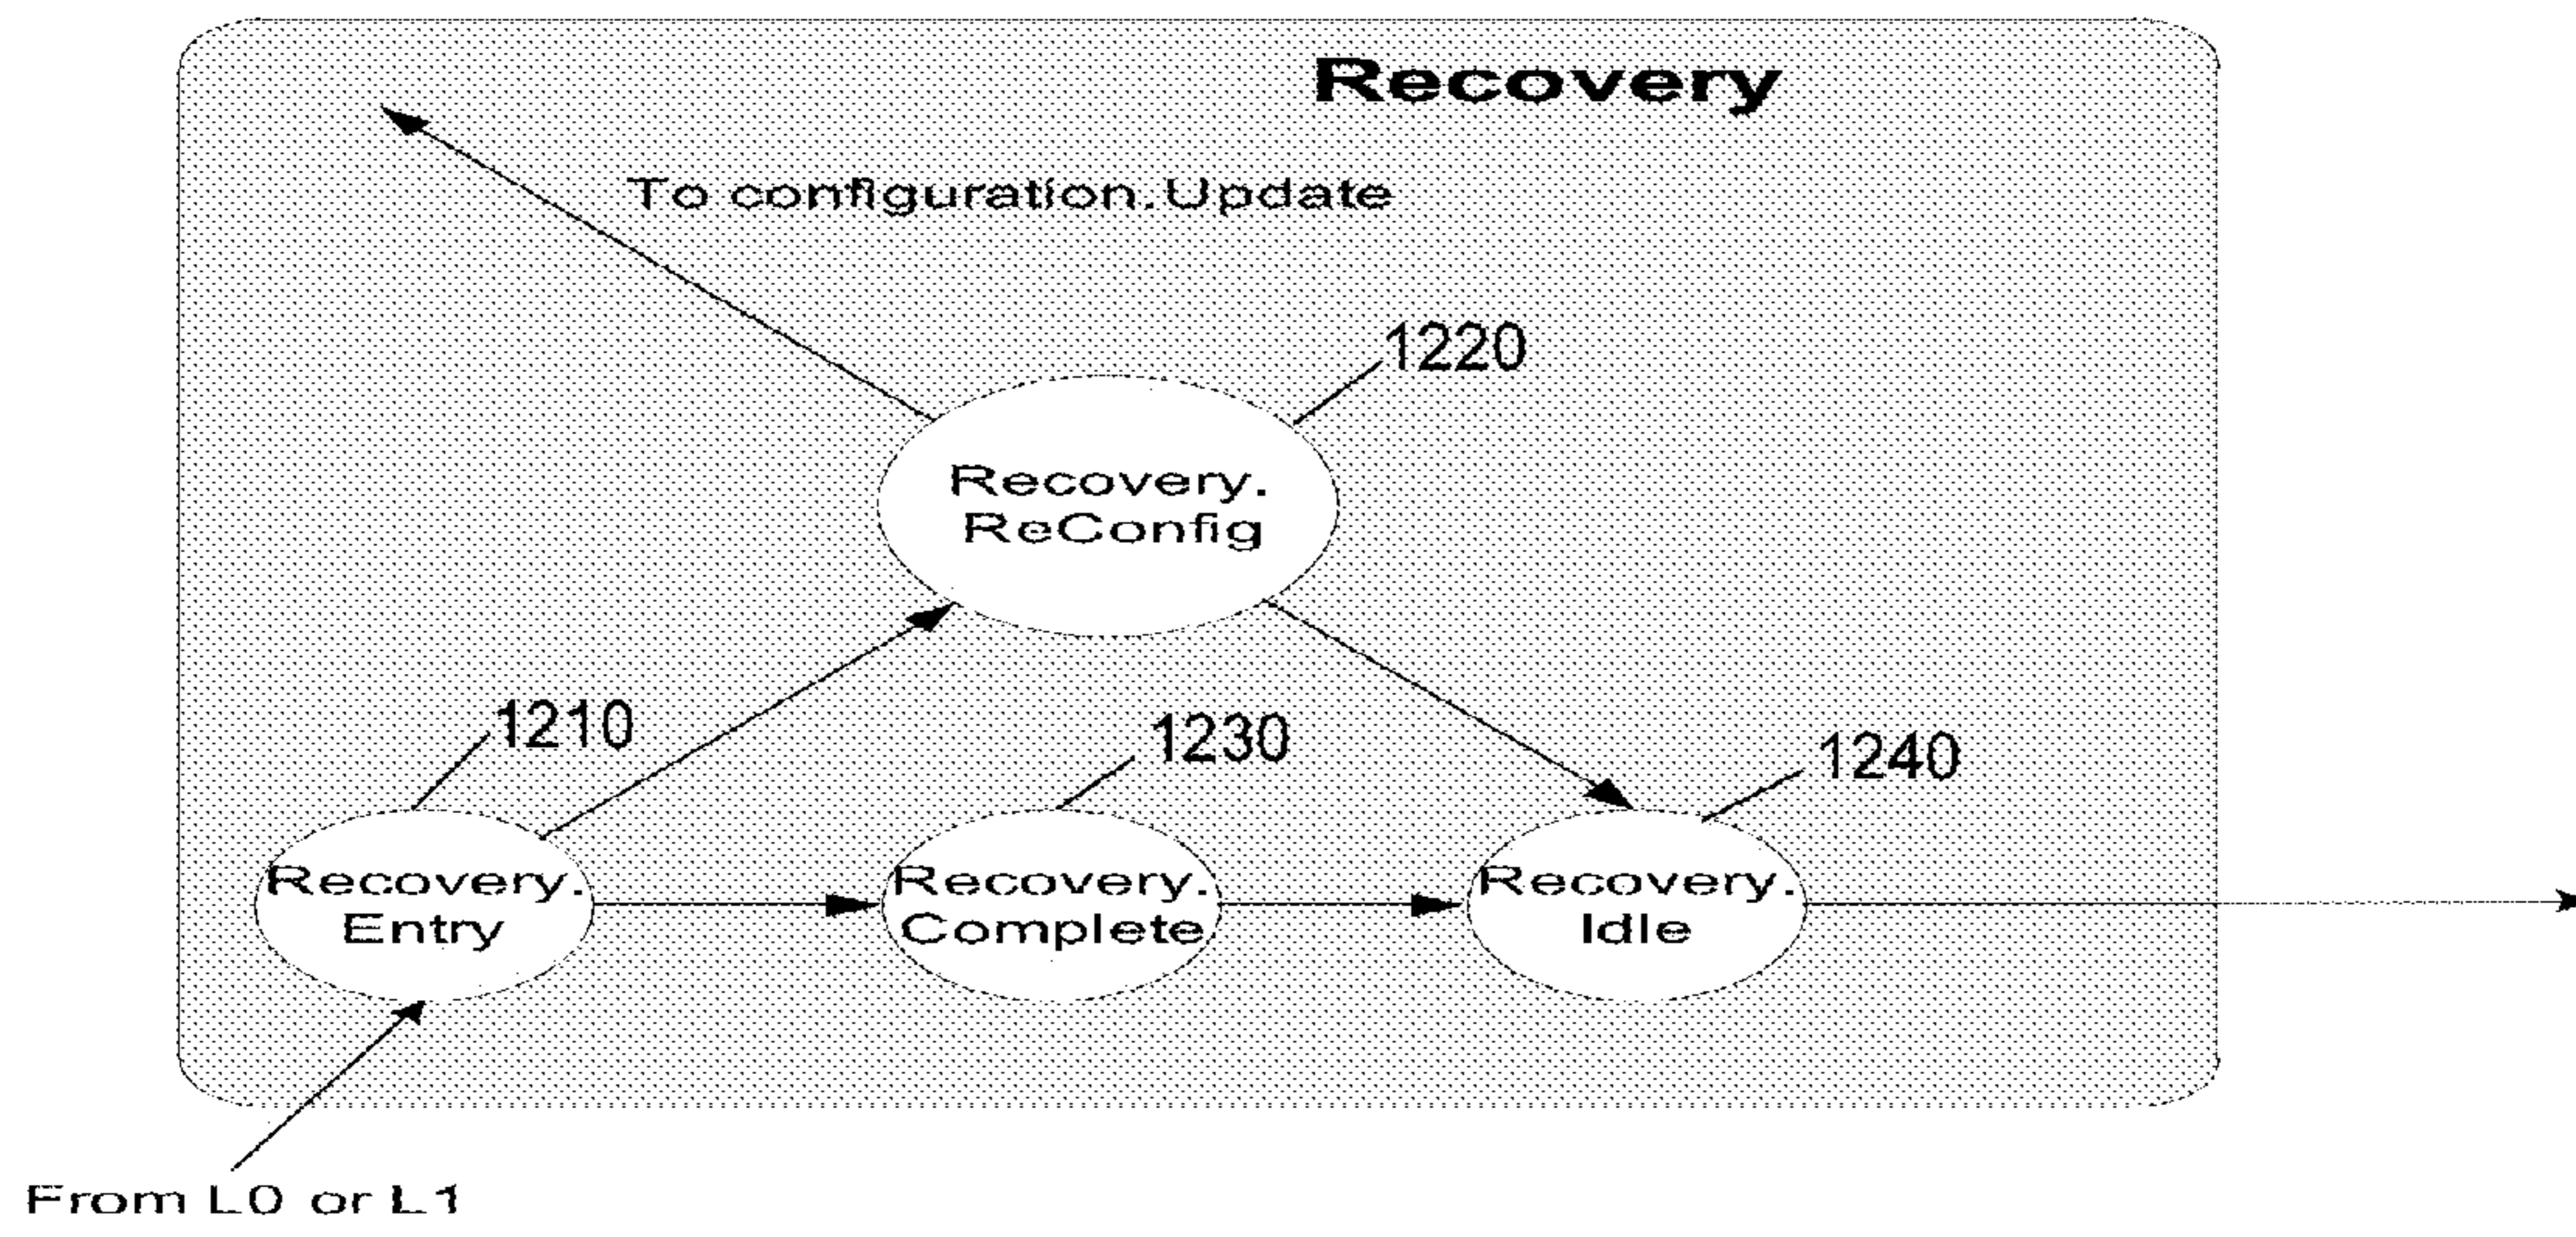 Recovery
To configuration.Update
1220
Recovery.
ReConfig
1210
1230
1240
Recovery.
Entry
Recovery.
Complete
Recovery.
Idle
From L0 or L1